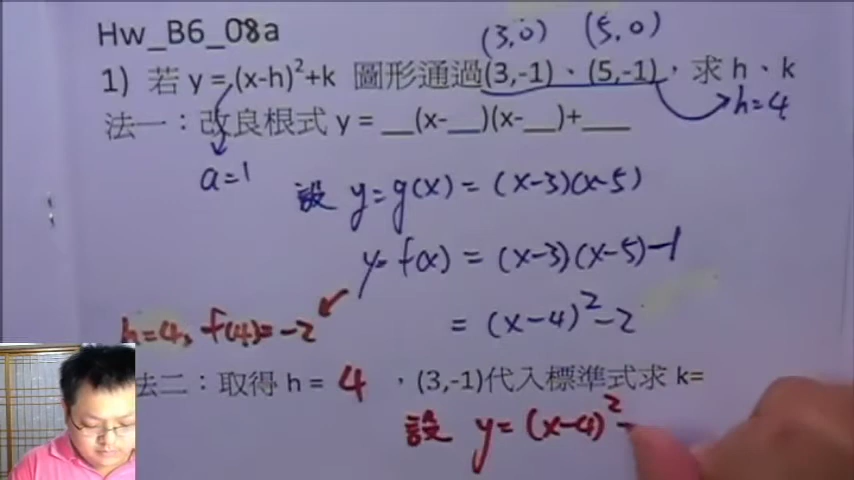 Hw_B6_08a
(3,0) (5,0)
1) 若 y = (x-h)²+k 圖形通過(3,-1)、(5,-1)，求 h、k
h=4
法一：改良根式 y = __(x-__)(x-__)+____
a=1
設 y=g(x) = (x-3)(x-5)
y=f(x) = (x-3)(x-5)-1
= (x-4)²-2
h=4, f(4)=-2
法二：取得 h = 4 ，(3,-1)代入標準式求 k=
設 y=(x-4)²